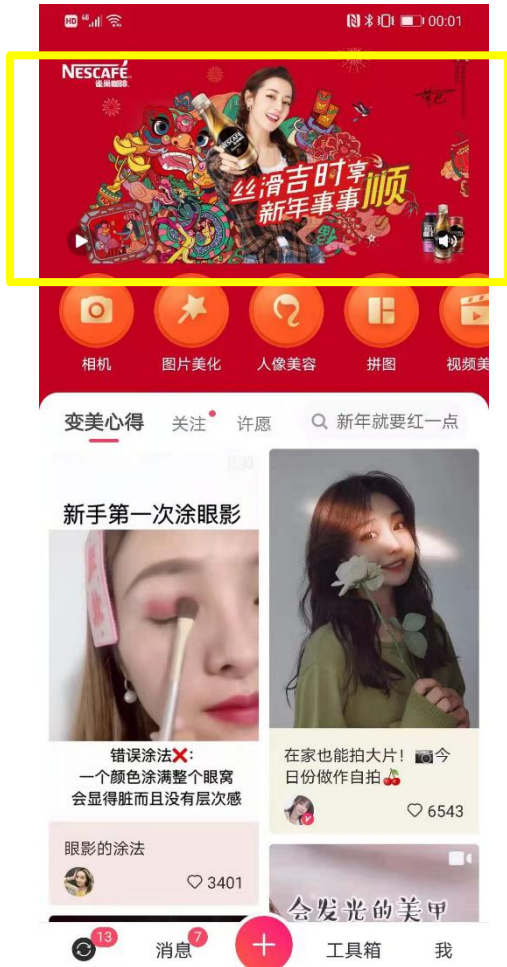 HD 4G 00:01
NESCAFÉ.
雀巢咖啡.
丝滑吉时享
新年事事顺
相机 图片美化 人像美容 拼图 视频美
变美心得 关注 许愿 新年就要红一点
新手第一次涂眼影
错误涂法❌:
一个颜色涂满整个眼窝
会显得脏而且没有层次感
眼影的涂法
3401
在家也能拍大片! 📷今
日份做作自拍🍒
6543
会发光的美甲
13 消息 7 工具箱 我